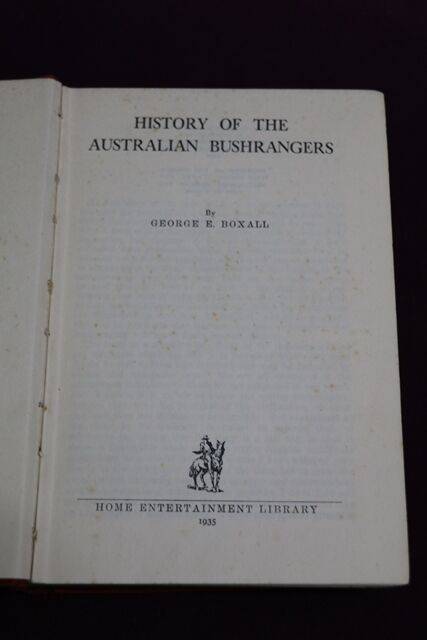 HISTORY OF THE
AUSTRALIAN BUSHRANGERS
By
GEORGE E. BOXALL
HOME ENTERTAINMENT LIBRARY
1935